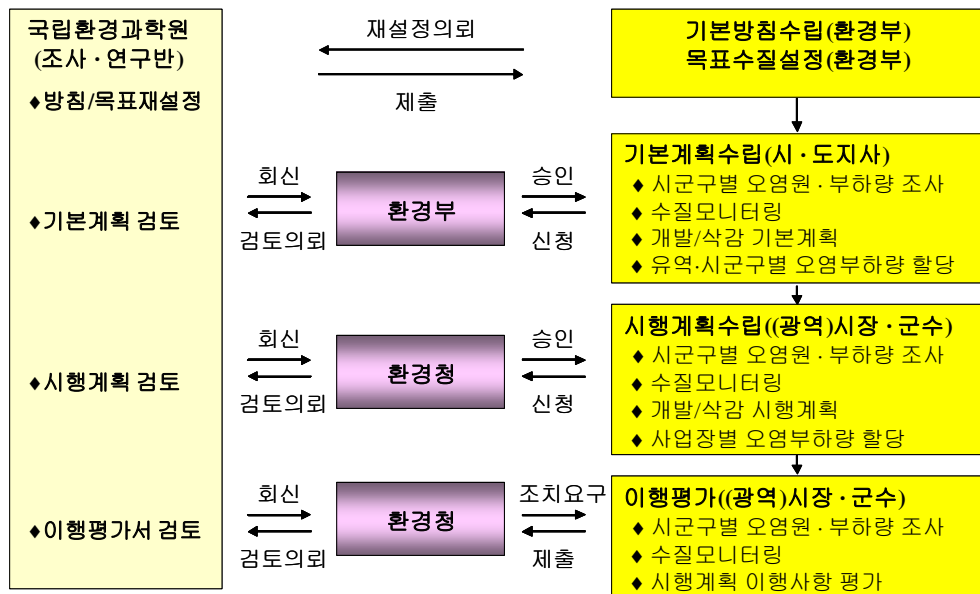 국립환경과학원
(조사 · 연구반)
♦방침/목표재설정
♦기본계획 검토
♦시행계획 검토
♦이행평가서 검토
재설정의뢰
제출
회신
검토의뢰
환경부
승인
신청
회신
검토의뢰
환경청
승인
신청
회신
검토의뢰
환경청
조치요구
제출
기본방침수립(환경부)
목표수질설정(환경부)
기본계획수립(시 · 도지사)
♦ 시군구별 오염원 · 부하량 조사
♦ 수질모니터링
♦ 개발/삭감 기본계획
♦ 유역·시군구별 오염부하량 할당
시행계획수립((광역)시장 · 군수)
♦ 시군구별 오염원 · 부하량 조사
♦ 수질모니터링
♦ 개발/삭감 시행계획
♦ 사업장별 오염부하량 할당
이행평가((광역)시장 · 군수)
♦ 시군구별 오염원 · 부하량 조사
♦ 수질모니터링
♦ 시행계획 이행사항 평가